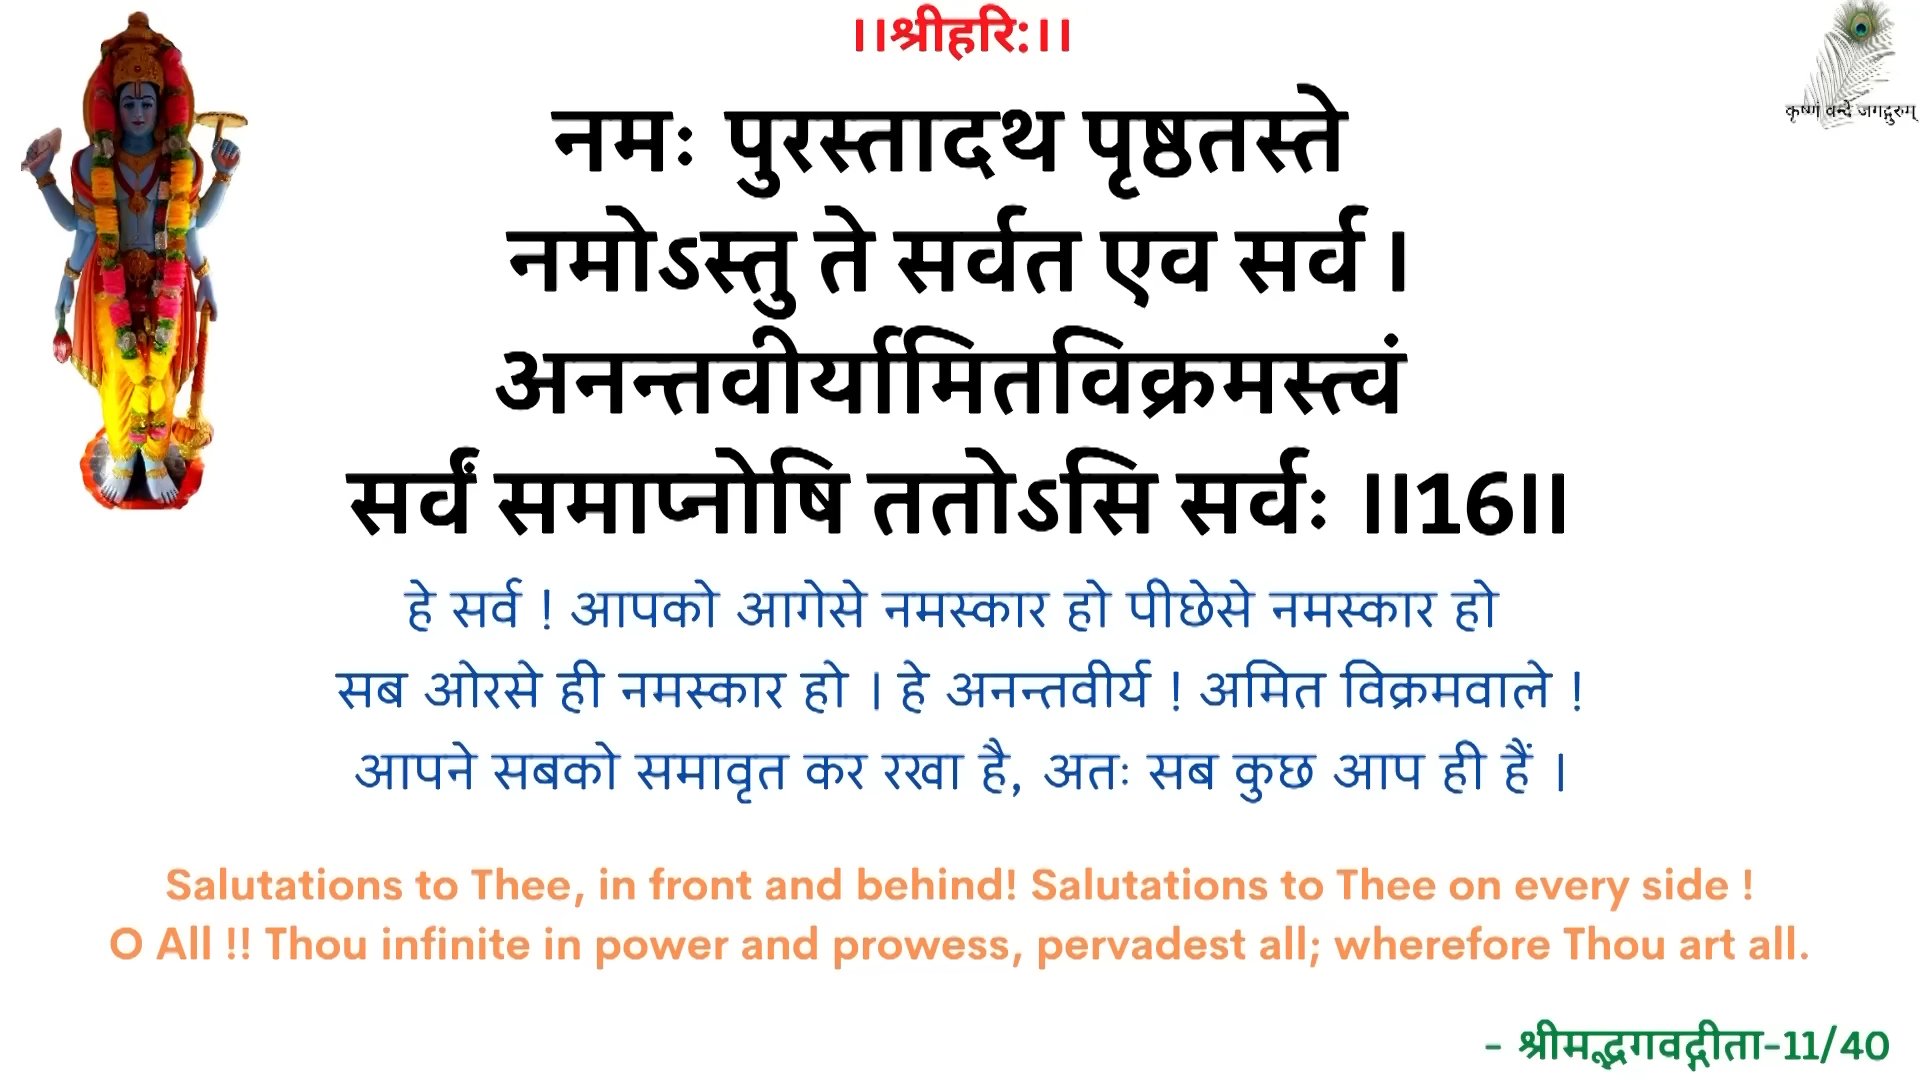 ।।श्रीहरि:।।
कृष्णं वन्दे जगद्गुरुम्
नमः पुरस्तादथ पृष्ठतस्ते
नमोऽस्तु ते सर्वत एव सर्व ।
अनन्तवीर्यामितविक्रमस्त्वं
सर्वं समाप्नोषि ततोऽसि सर्वः ।।16।।
हे सर्व ! आपको आगेसे नमस्कार हो पीछेसे नमस्कार हो
सब ओरसे ही नमस्कार हो । हे अनन्तवीर्य ! अमित विक्रमवाले !
आपने सबको समावृत कर रखा है, अतः सब कुछ आप ही हैं ।
Salutations to Thee, in front and behind! Salutations to Thee on every side !
O All !! Thou infinite in power and prowess, pervadest all; wherefore Thou art all.
- श्रीमद्भगवद्गीता-11/40